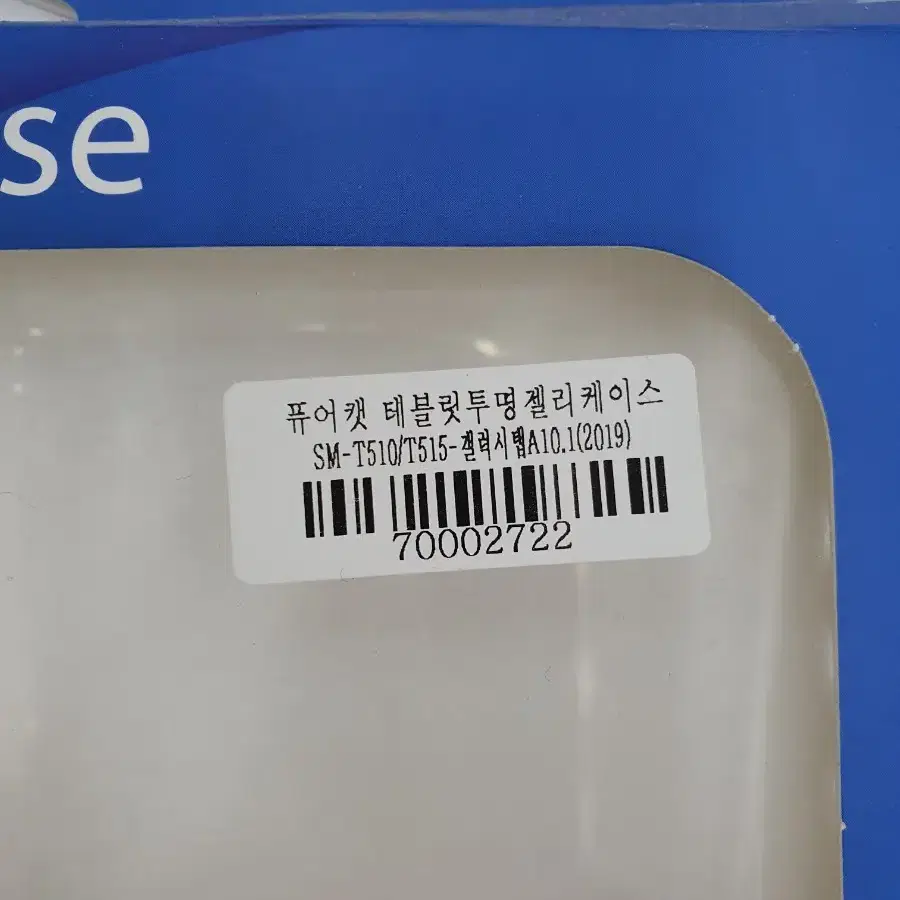 se
퓨어캣 테블릿투명젤리케이스
SM-T510/T515-갤럭시탭A10.1(2019)
70002722